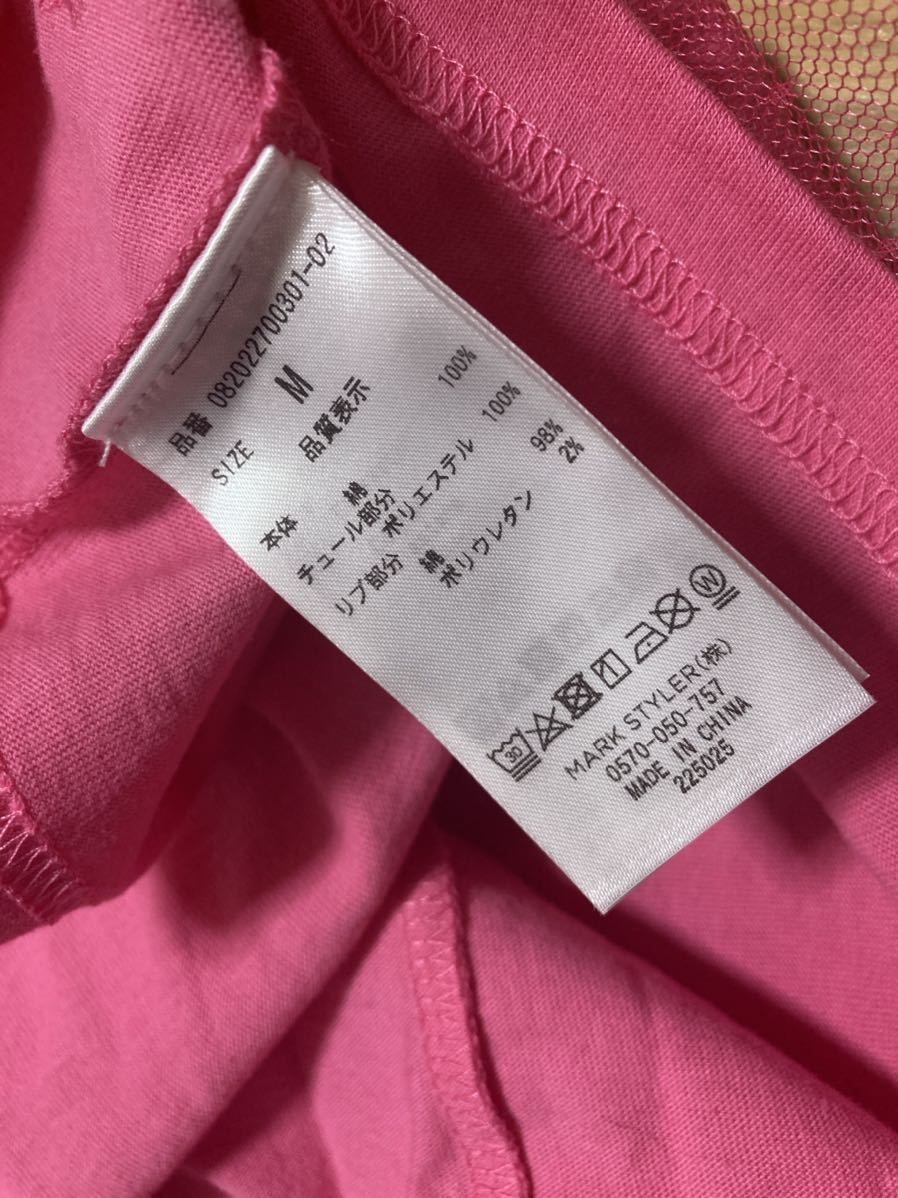 品番 082022700301-02
SIZE M
品質表示
本体 綿 100%
チュール部分
ポリエステル 100%
リブ部分 綿 98%
ポリウレタン 2%
30
W
MARK STYLER(株)
0570-050-757
MADE IN CHINA
225025